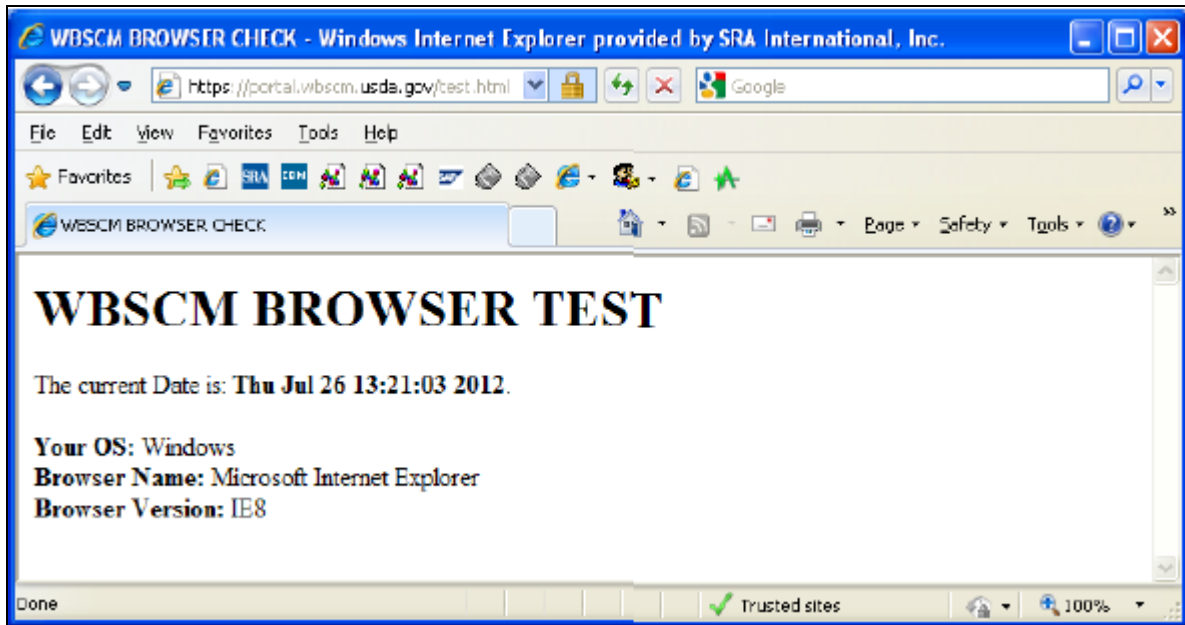 WBSCM BROWSER CHECK - Windows Internet Explorer provided by SRA International, Inc.
https://portal.wbscm.usda.gov/test.html Google
File Edit View Favorites Tools Help
Favorites SRA
WBSCM BROWSER CHECK Page Safety Tools
WBSCM BROWSER TEST
The current Date is: Thu Jul 26 13:21:03 2012.
Your OS: Windows
Browser Name: Microsoft Internet Explorer
Browser Version: IE8
Done Trusted sites 100%